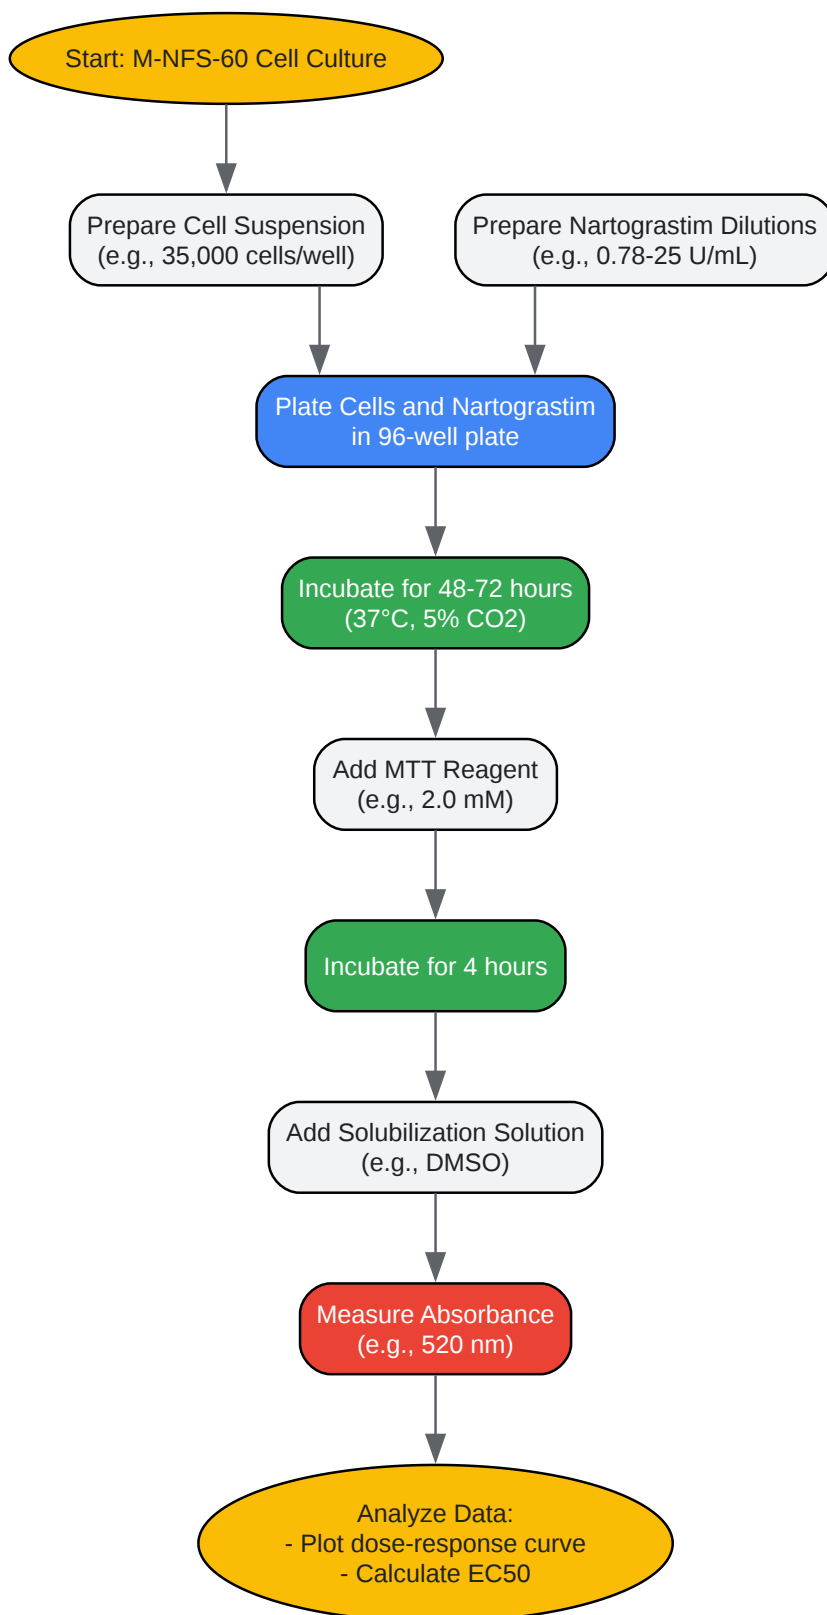 Start: M-NFS-60 Cell Culture
Prepare Cell Suspension
(e.g., 35,000 cells/well)
Prepare Nartograstim Dilutions
(e.g., 0.78-25 U/mL)
Plate Cells and Nartograstim
in 96-well plate
Incubate for 48-72 hours
(37°C, 5% CO2)
Add MTT Reagent
(e.g., 2.0 mM)
Incubate for 4 hours
Add Solubilization Solution
(e.g., DMSO)
Measure Absorbance
(e.g., 520 nm)
Analyze Data:
- Plot dose-response curve
- Calculate EC50